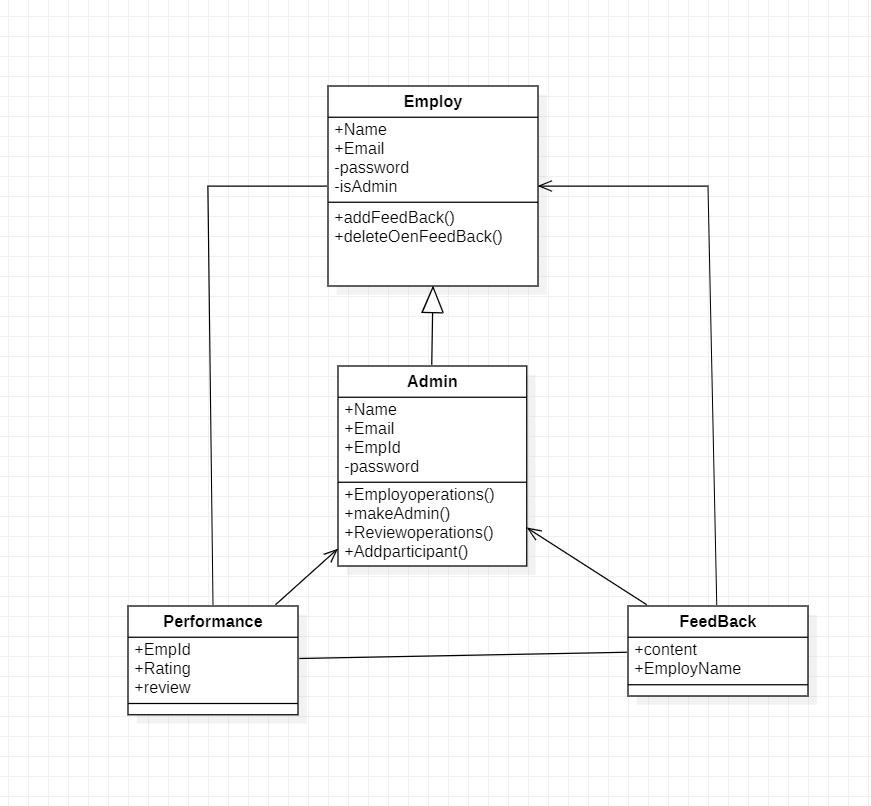 Employ
+Name
+Email
-password
-isAdmin
+addFeedBack()
+deleteOenFeedBack()
Admin
+Name
+Email
+EmpId
-password
+Employoperations()
+makeAdmin()
+Reviewoperations()
+Addparticipant()
Performance
+EmpId
+Rating
+review
FeedBack
+content
+EmployName